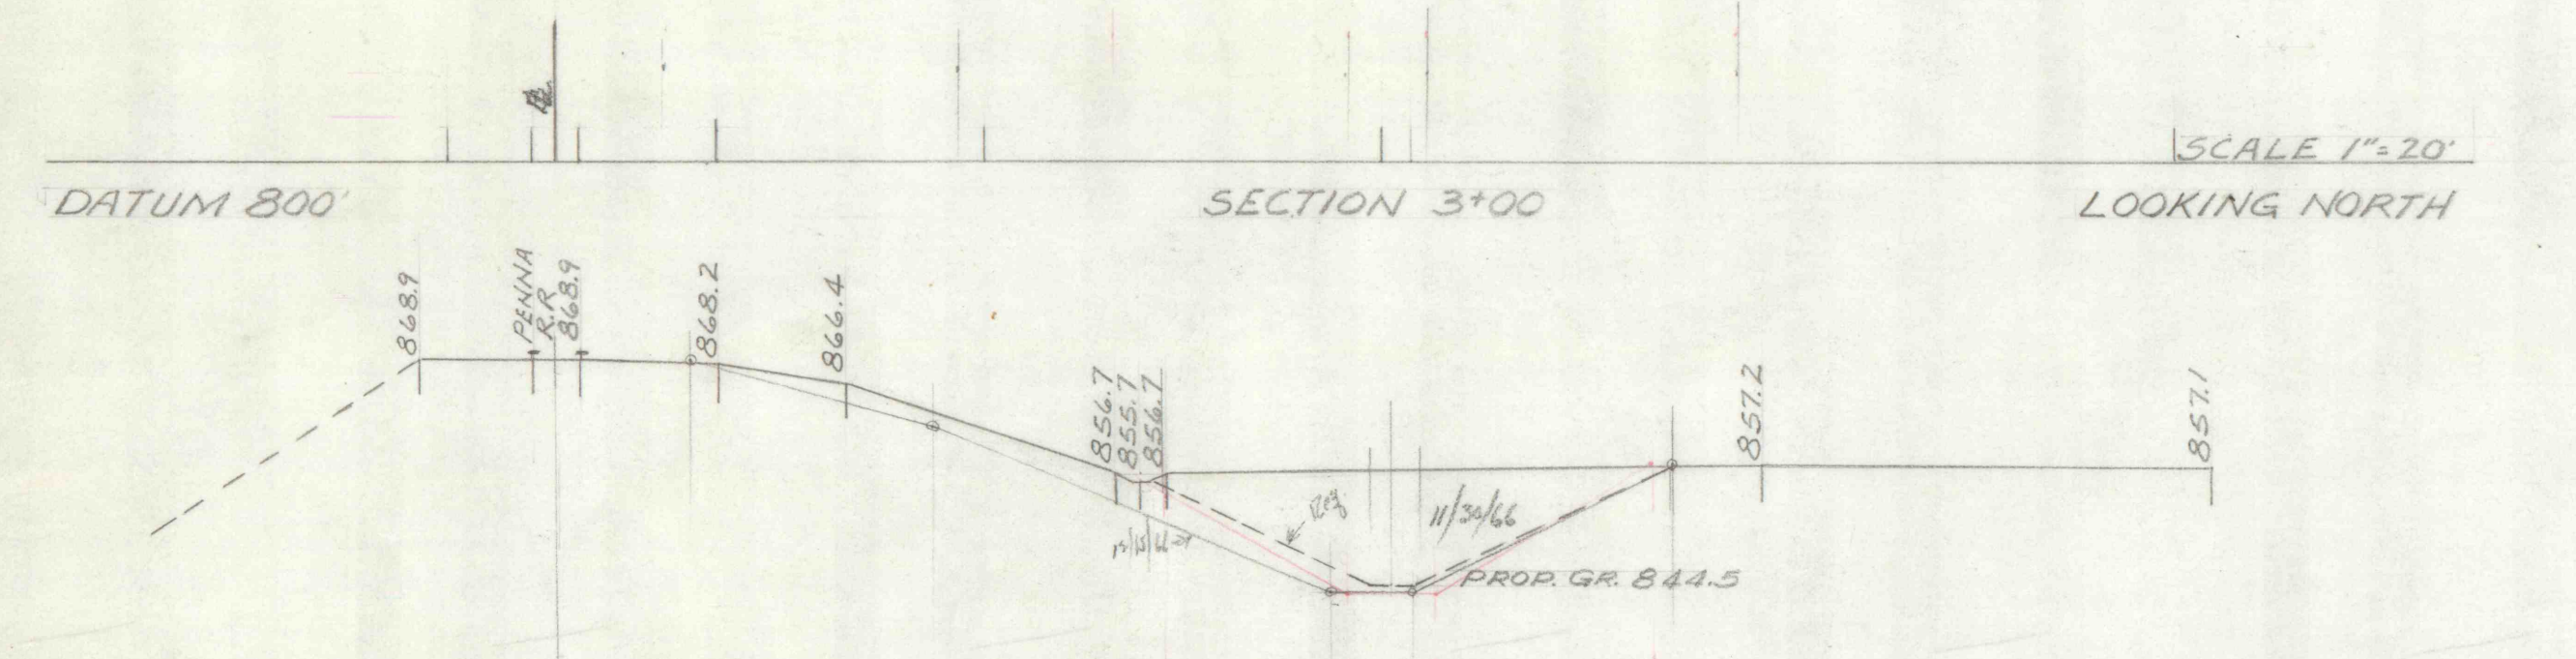 SCALE 1"=20'
DATUM 800'
SECTION 3+00
LOOKING NORTH
868.9
PENNA
R.R
868.9
868.2
866.4
856.7
855.7
856.7
857.2
857.1
11/30/66
PROP. GR. 844.5